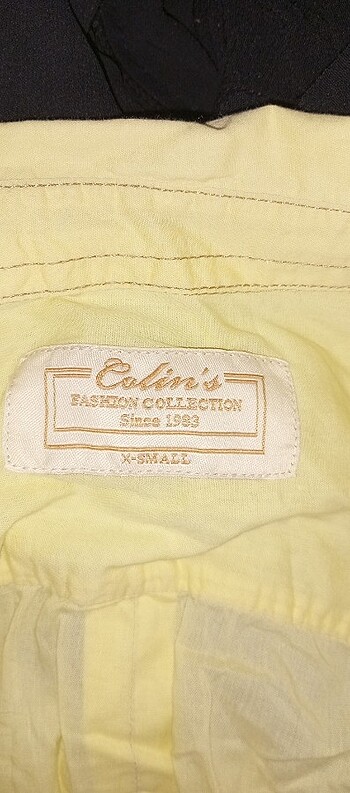 Colin's
FASHION COLLECTION
Since 1983
X-SMALL